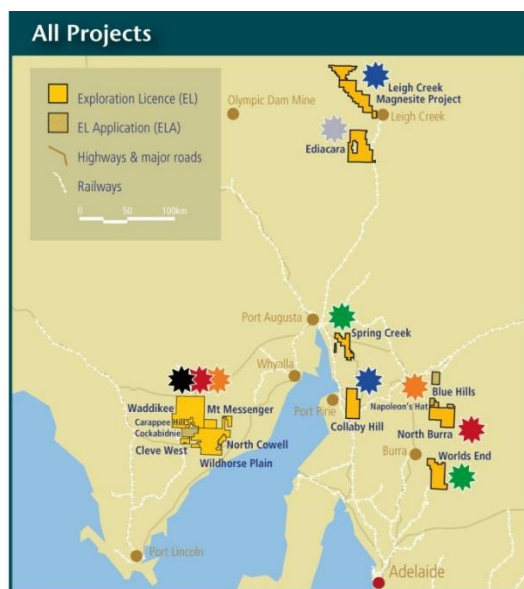 All Projects
Exploration Licence (EL)
EL Application (ELA)
Highways & major roads
Railways
0 50 100km
Olympic Dam Mine
Leigh Creek
Magnesite Project
Leigh Creek
Ediacara
Port Augusta
Spring Creek
Whyalla
Port Pirie
Collaby Hill
Blue Hills
Napoleon's Hat
North Burra
Burra
Worlds End
Waddikee
Mt Messenger
Carappee Hill
Cockabidnie
Cleve West
North Cowell
Wildhorse Plain
Port Lincoln
Adelaide